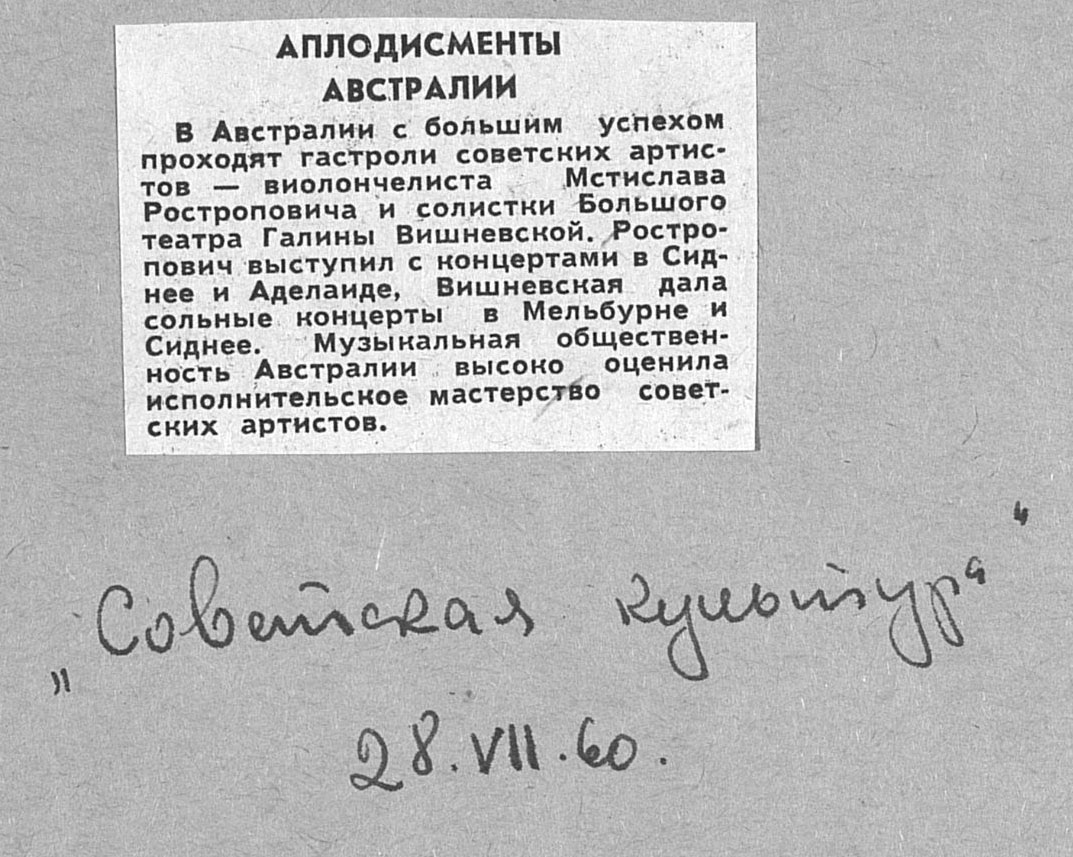 АПЛОДИСМЕНТЫ
АВСТРАЛИИ
В Австралии с большим успехом
проходят гастроли советских артис-
тов — виолончелиста Мстислава
Ростроповича и солистки Большого
театра Галины Вишневской. Ростро-
пович выступил с концертами в Сид-
нее и Аделаиде, Вишневская дала
сольные концерты в Мельбурне и
Сиднее. Музыкальная обществен-
ность Австралии высоко оценила
исполнительское мастерство совет-
ских артистов.
„Советская культура"
28.VII.60.